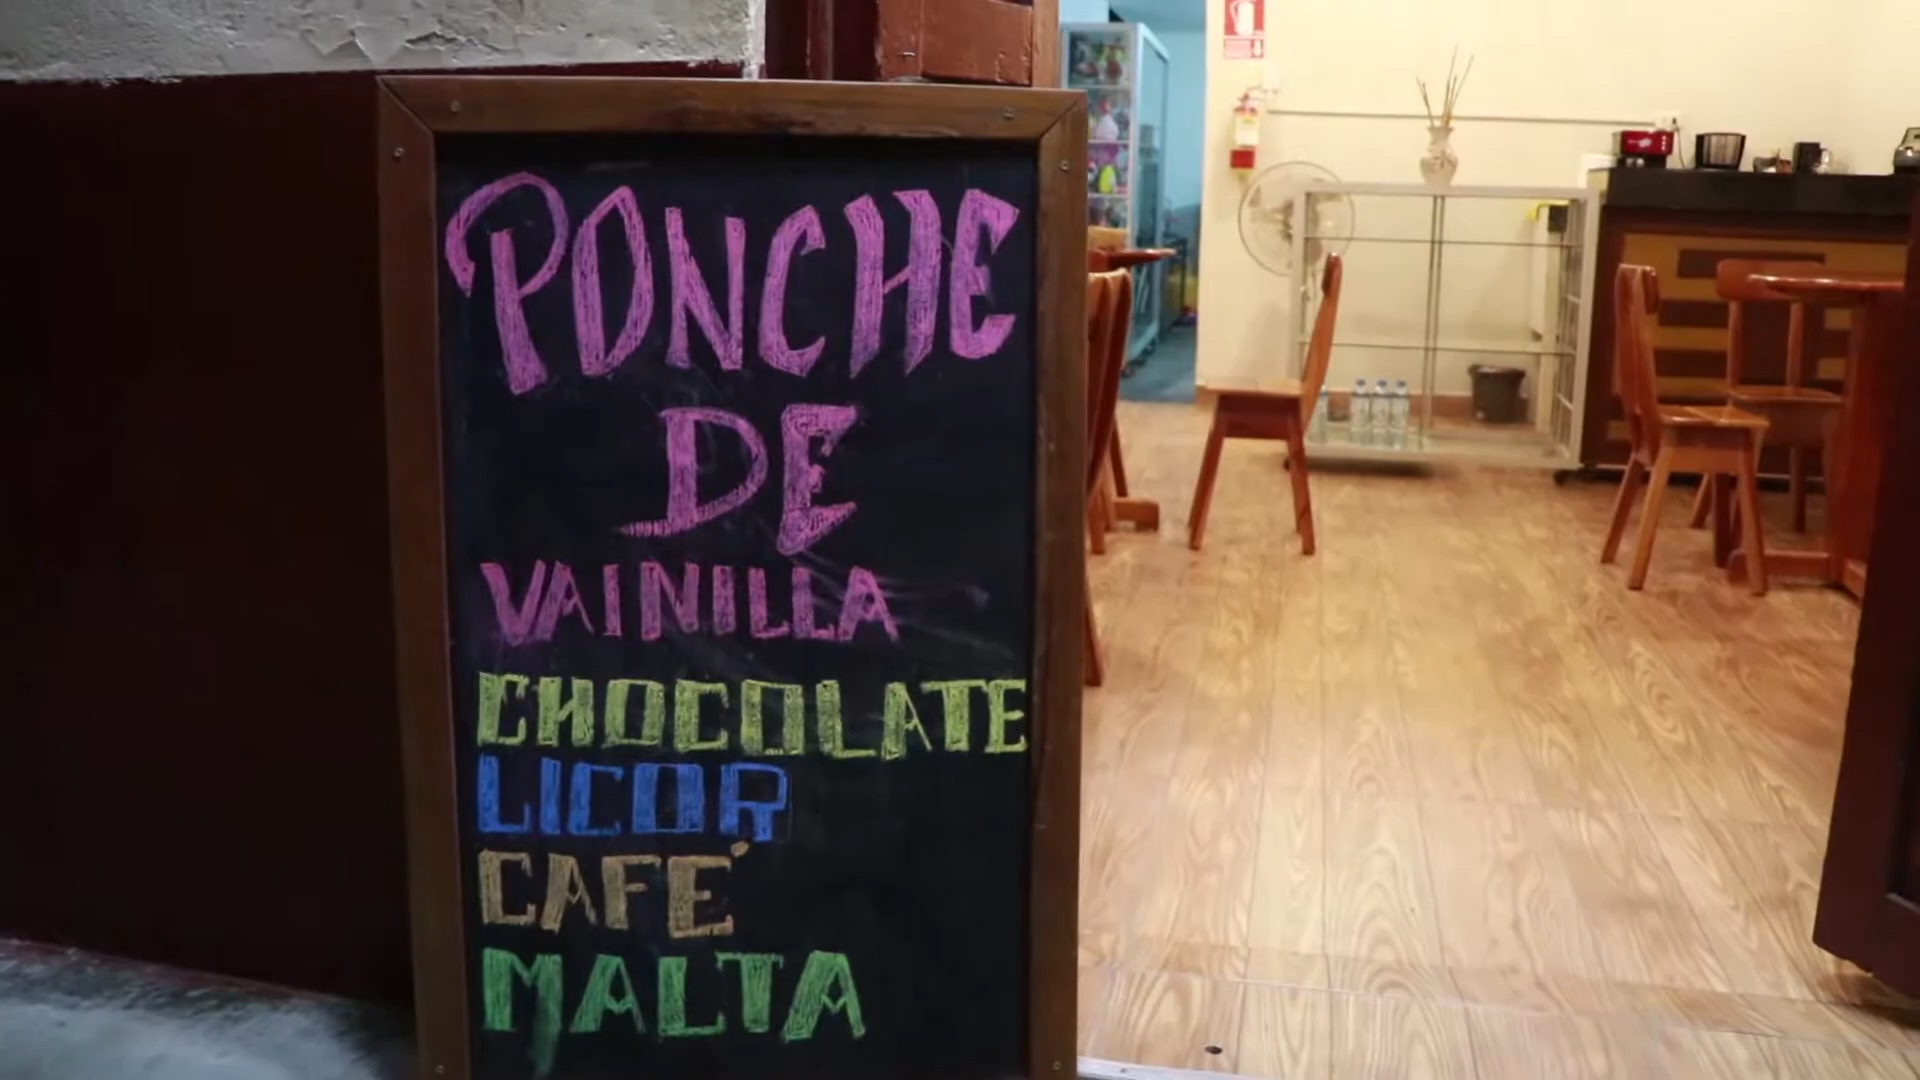 PONCHE
DE
VAINILLA
CHOCOLATE
LICOR
CAFÉ
MALTA